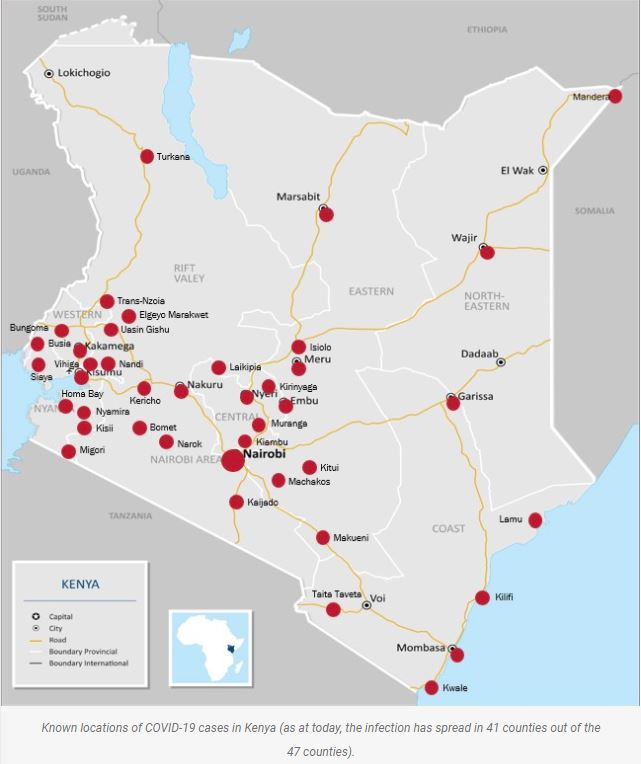 SOUTH
SUDAN
ETHIOPIA
Lokichogio
Mandera
Turkana
UGANDA
El Wak
Marsabit
SOMALIA
Wajir
RIFT
VALLEY
EASTERN
NORTH-
EASTERN
Trans-Nzoia
WESTERN
Elgeyo Marakwet
Bungoma
Uasin Gishu
Busia
Kakamega
Isiolo
Meru
Vihiga
Nandi
Laikipia
Dadaab
Siaya
Kisumu
Nakuru
Kirinyaga
Homa Bay
Kericho
Nyeri
Embu
Garissa
NYAN
Nyamira
CENTRAL
Muranga
Kisii
Bomet
Narok
Kiambu
Migori
NAIROBI AREA
Nairobi
Kitui
Machakos
Kaijado
TANZANIA
Lamu
COAST
Makueni
KENYA
Taita Taveta
Voi
Kilifi
Capital
City
Road
Boundary Provincial
Boundary International
Mombasa
Kwale
Known locations of COVID-19 cases in Kenya (as at today, the infection has spread in 41 counties out of the
47 counties).